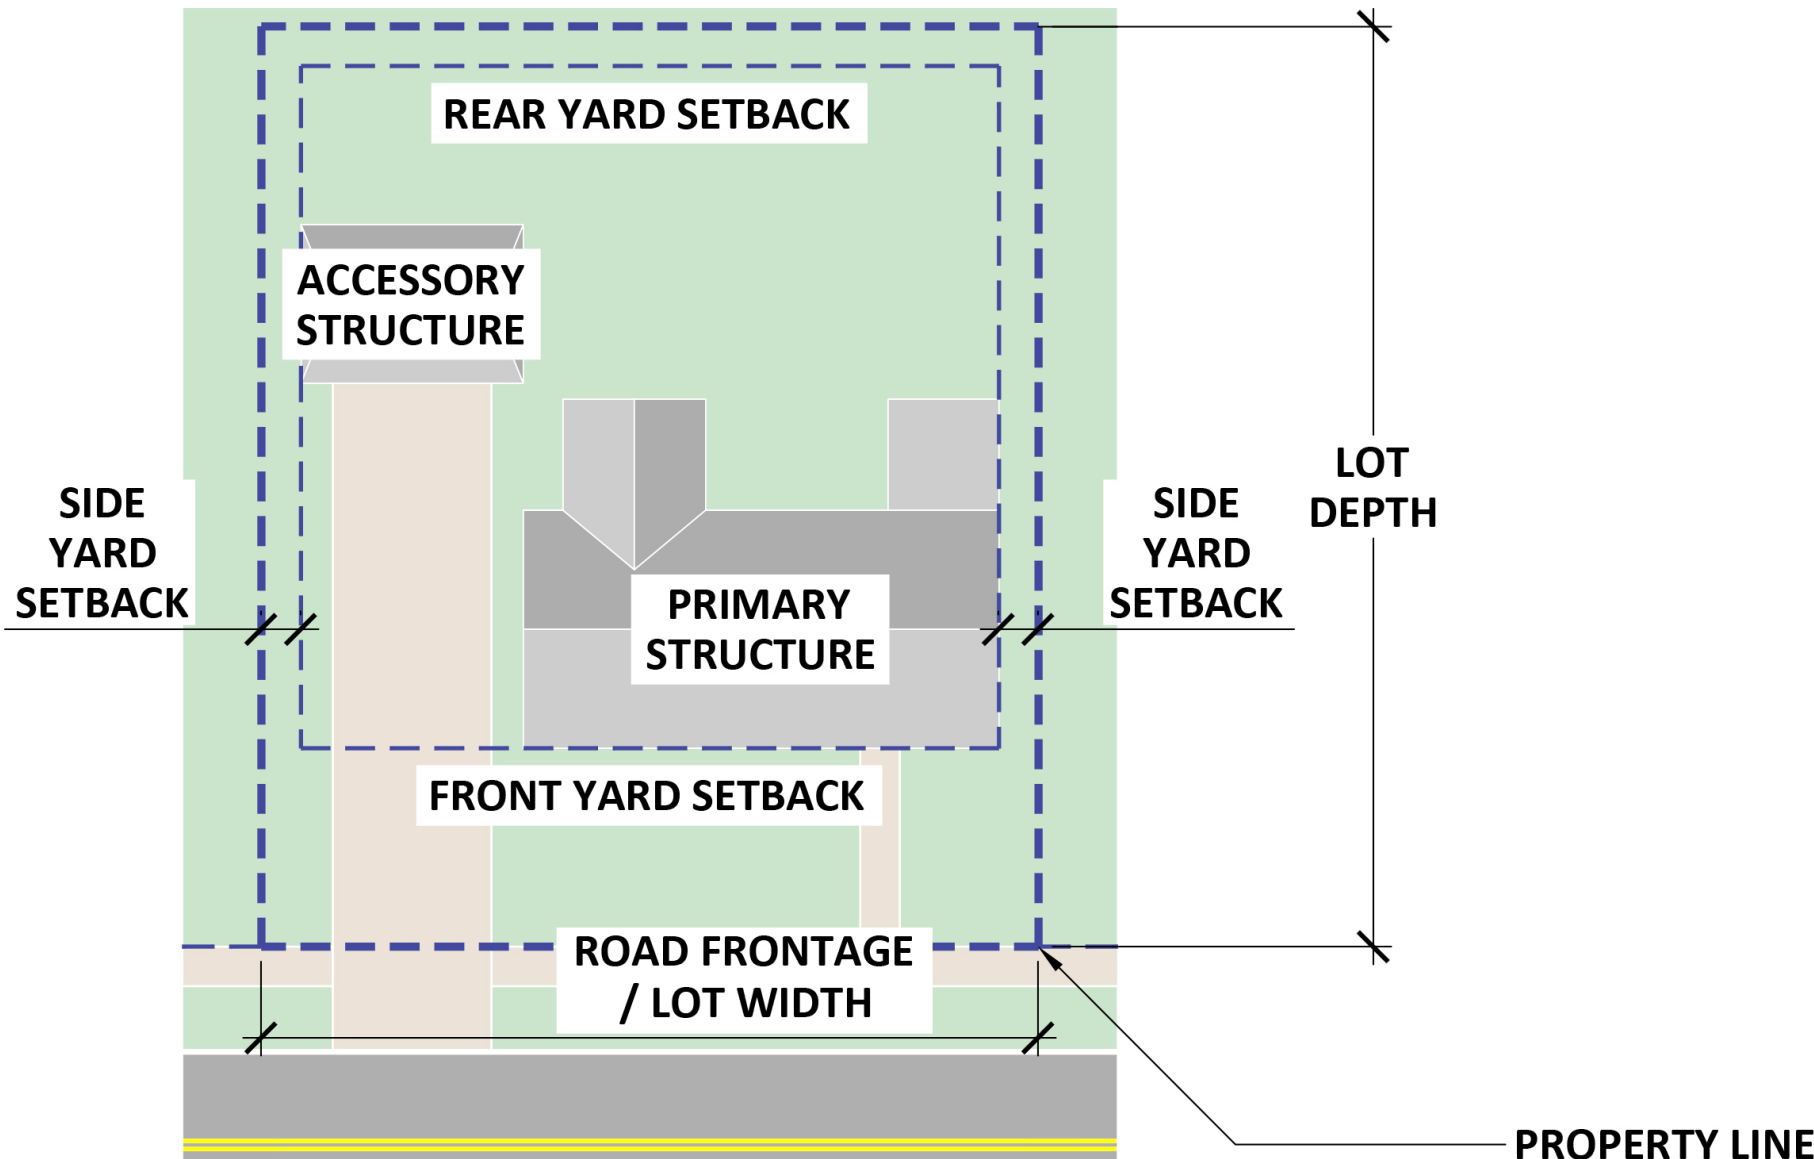 REAR YARD SETBACK
ACCESSORY
STRUCTURE
SIDE
YARD
SETBACK
PRIMARY
STRUCTURE
SIDE
YARD
SETBACK
LOT
DEPTH
FRONT YARD SETBACK
ROAD FRONTAGE
/ LOT WIDTH
PROPERTY LINE